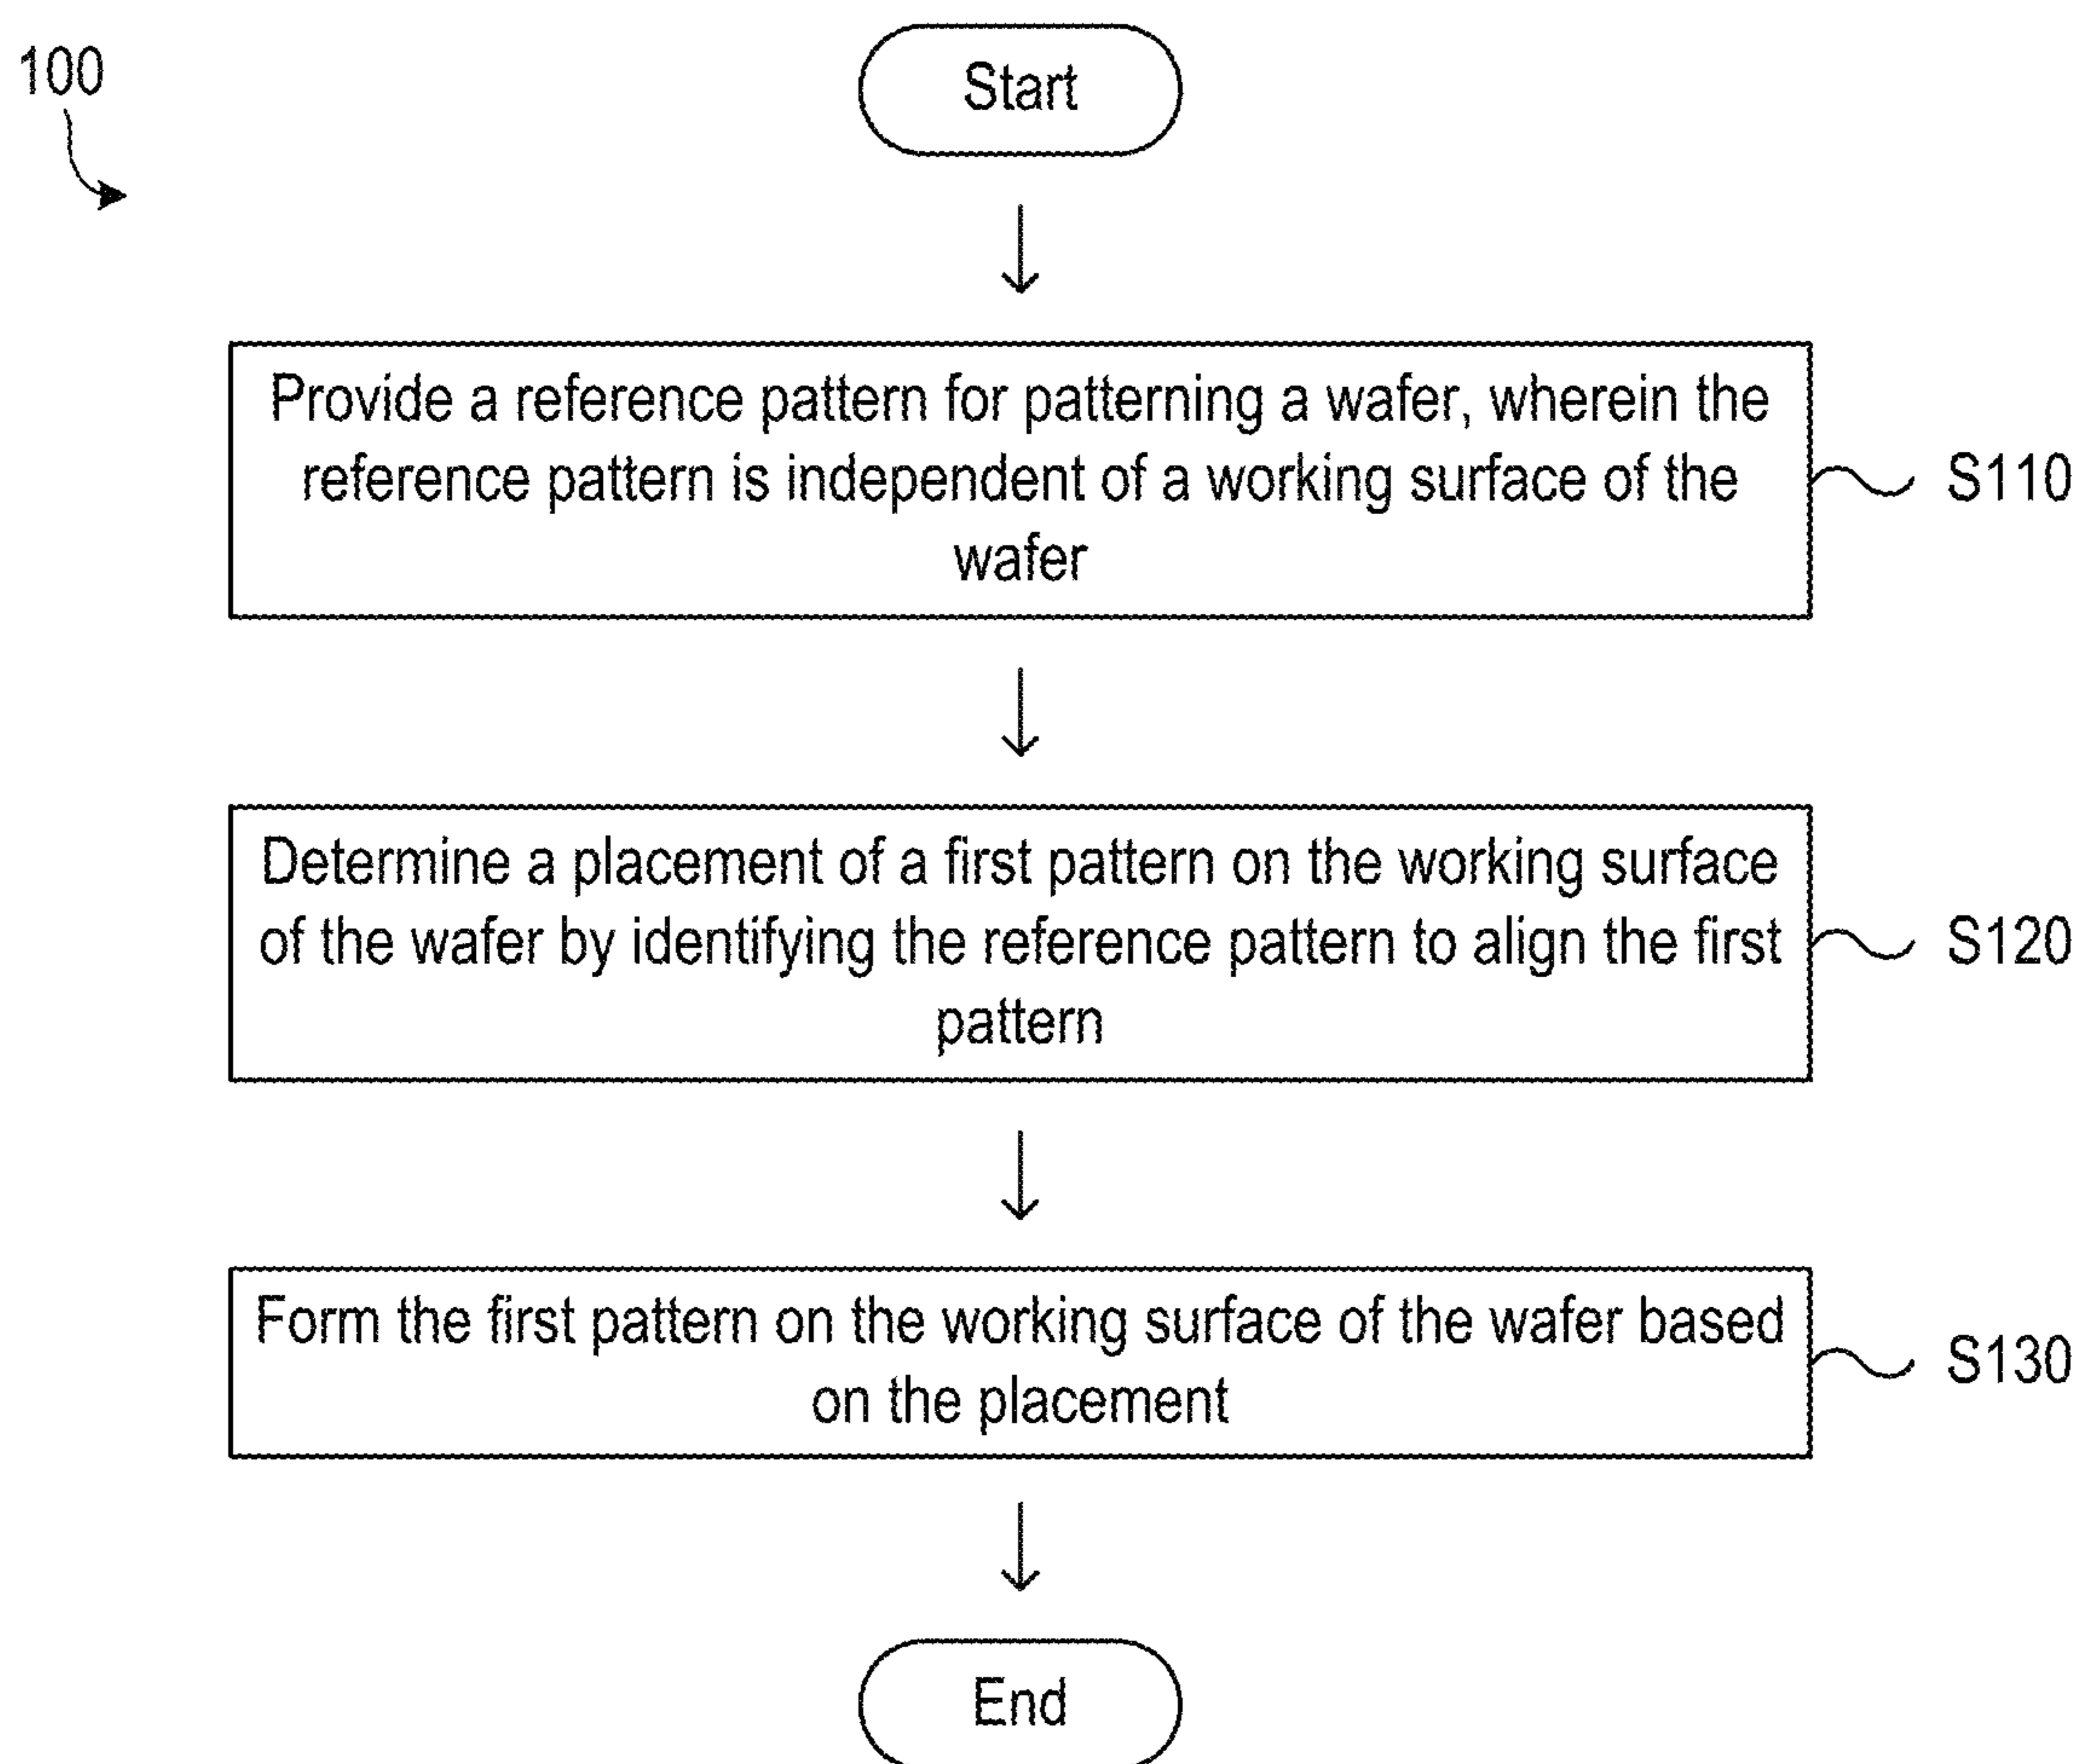 100
Start
Provide a reference pattern for patterning a wafer, wherein the
reference pattern is independent of a working surface of the
wafer
S110
Determine a placement of a first pattern on the working surface
of the wafer by identifying the reference pattern to align the first
pattern
S120
Form the first pattern on the working surface of the wafer based
on the placement
S130
End